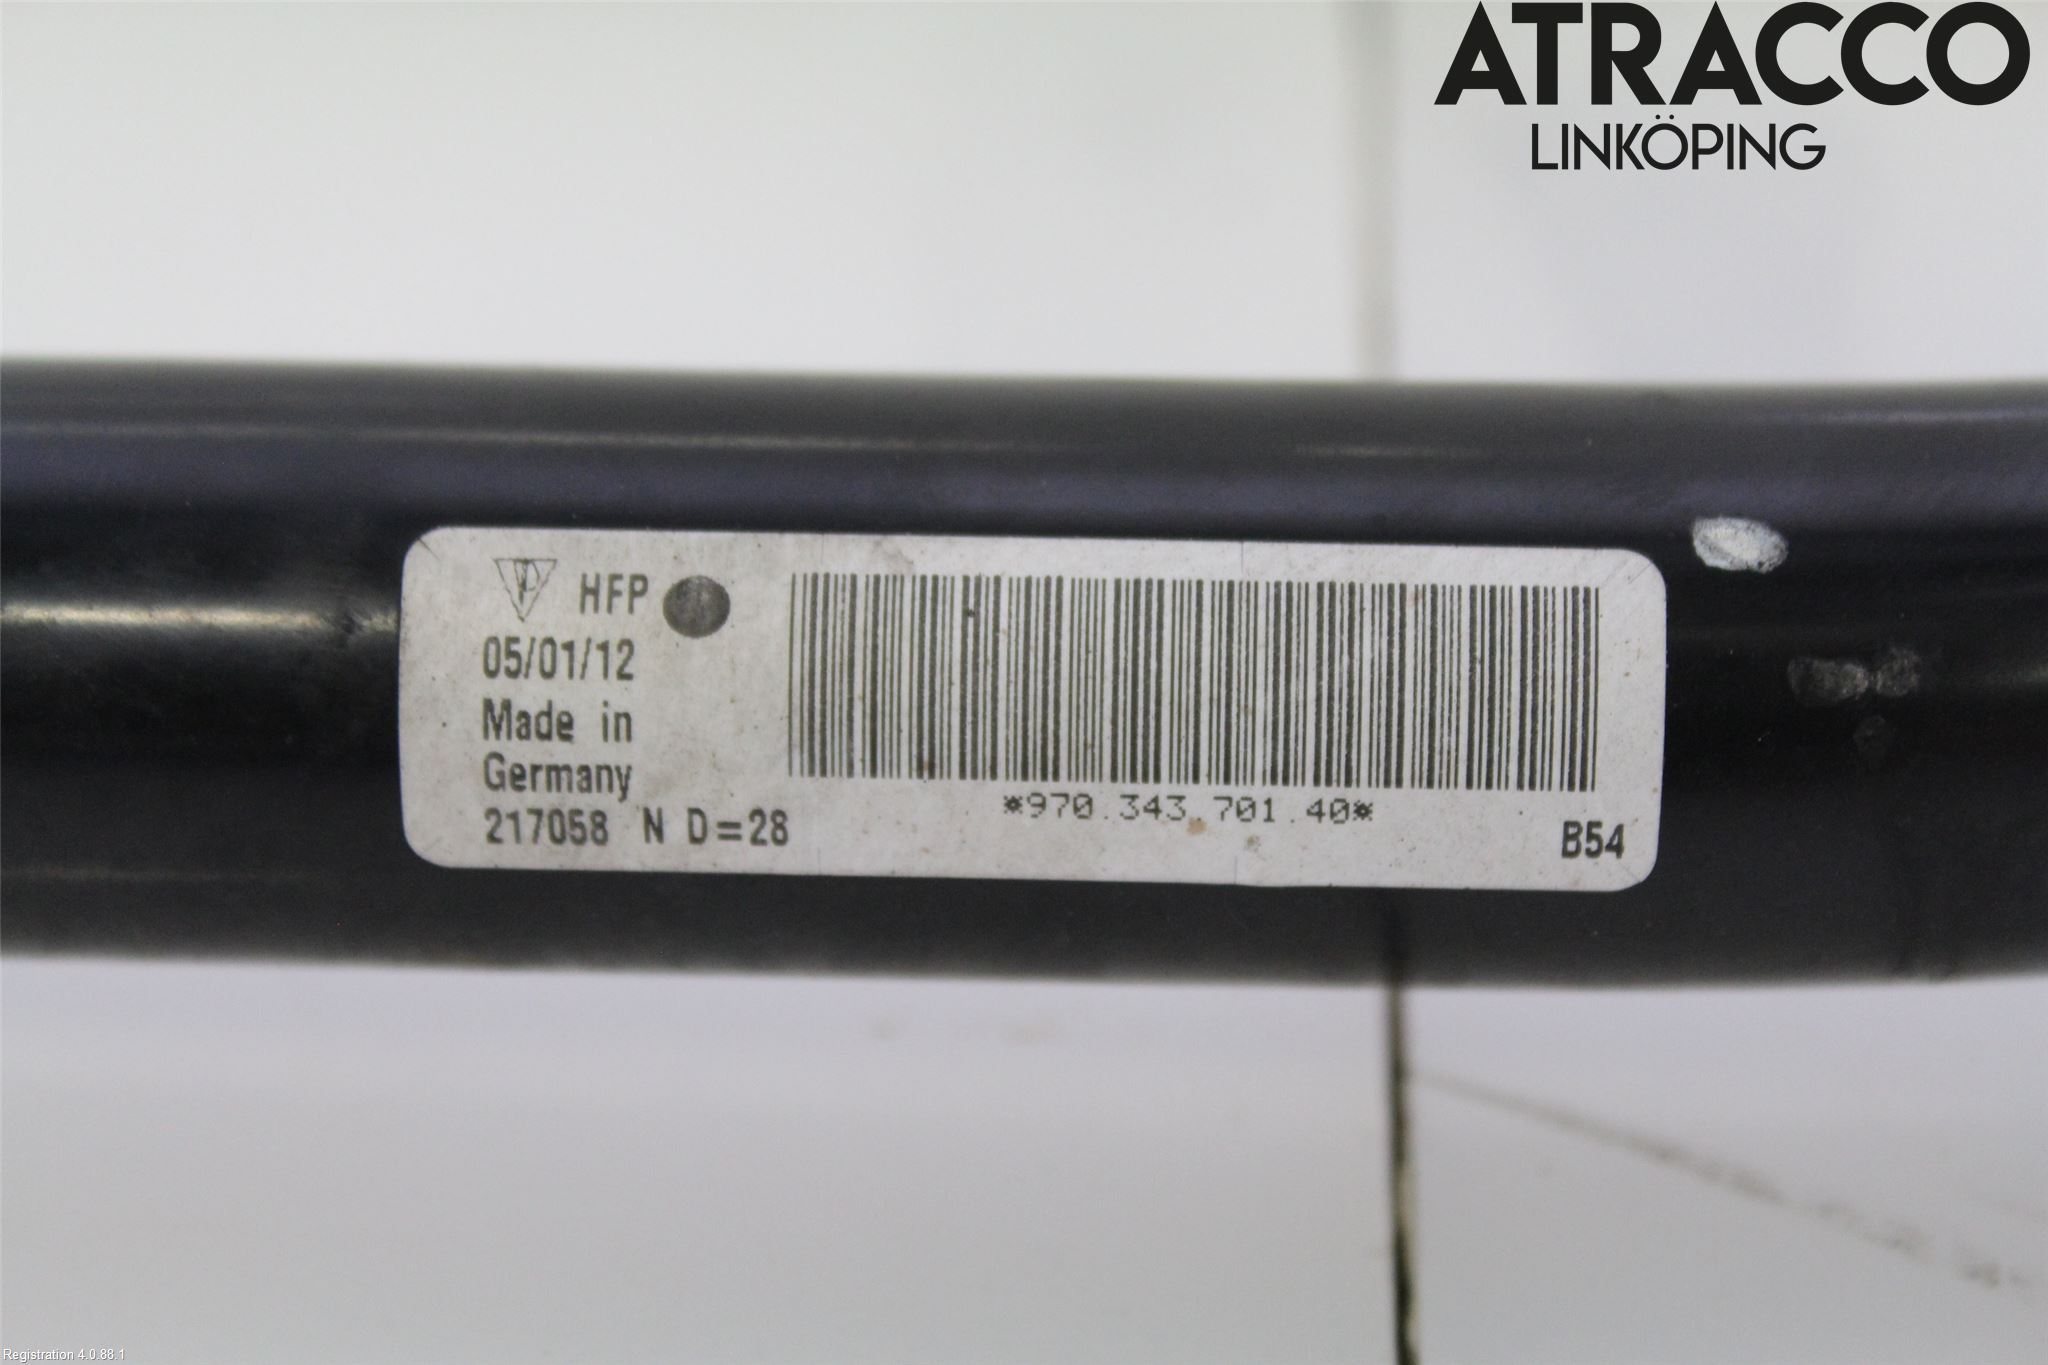 ATRACCO
LINKÖPING
HFP
05/01/12
Made in
Germany
217058 N D=28
*970.343.701.40*
B54
Registration 4.0.88.1